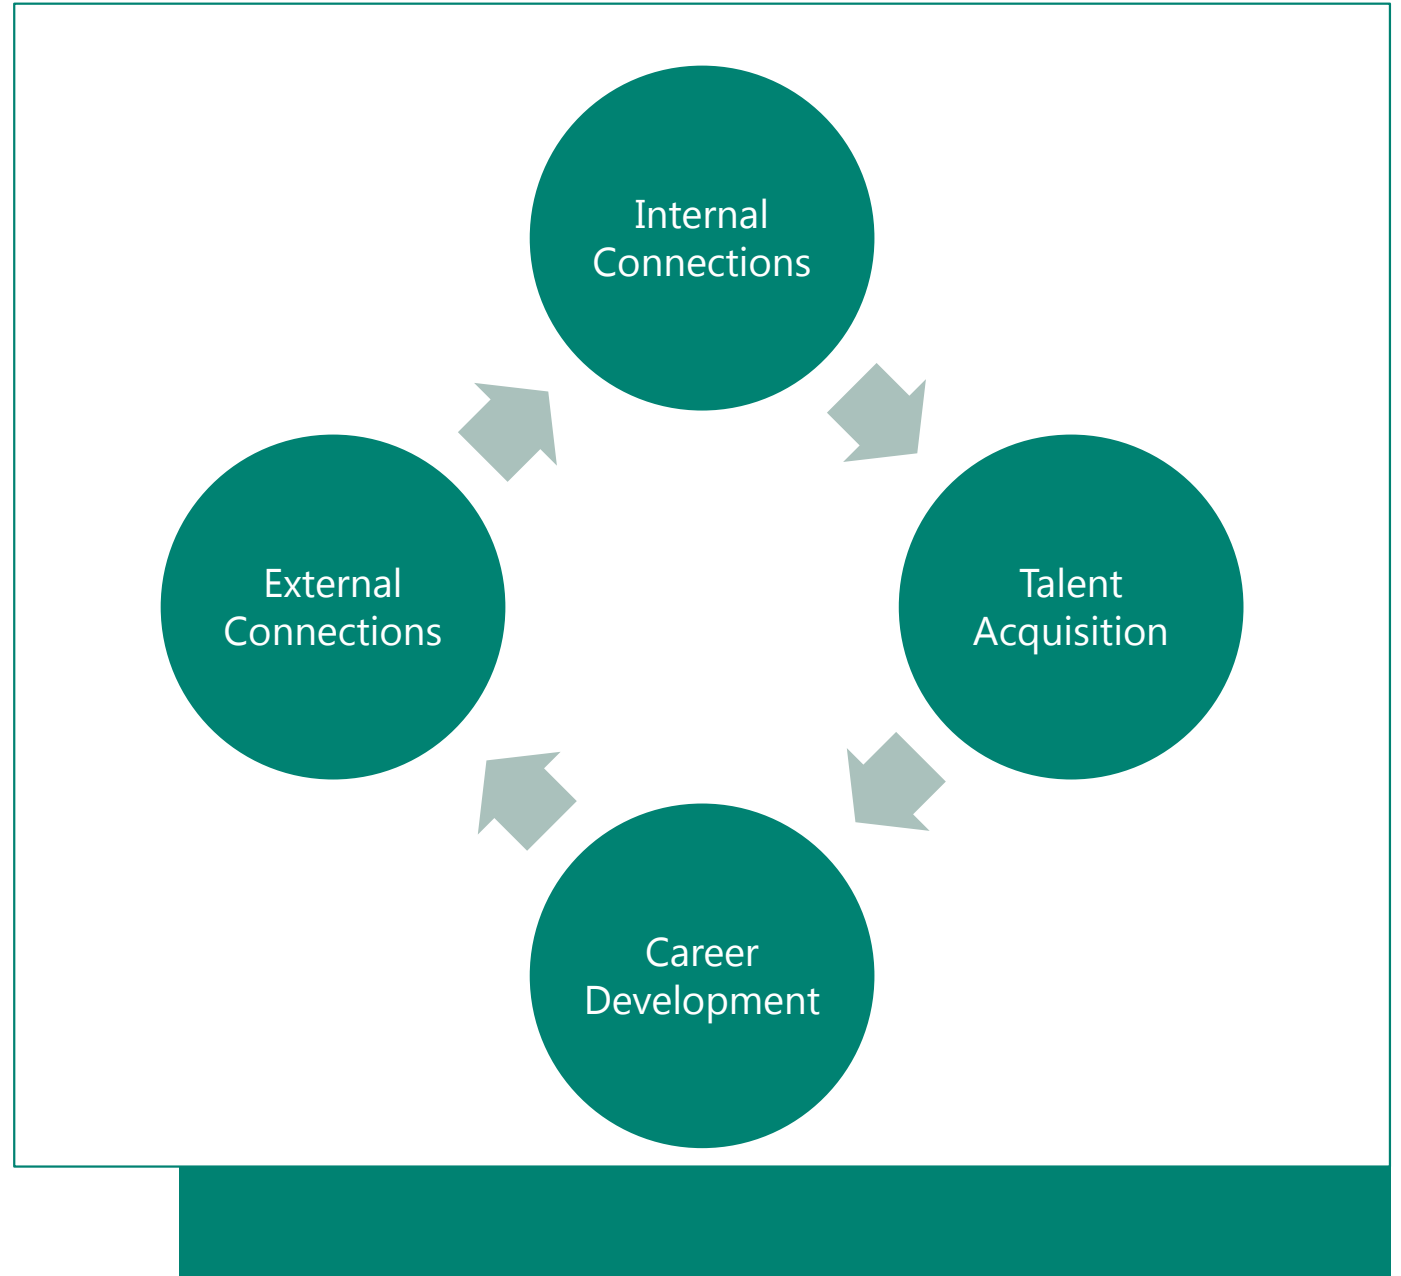 Internal
Connections
Talent
Acquisition
Career
Development
External
Connections